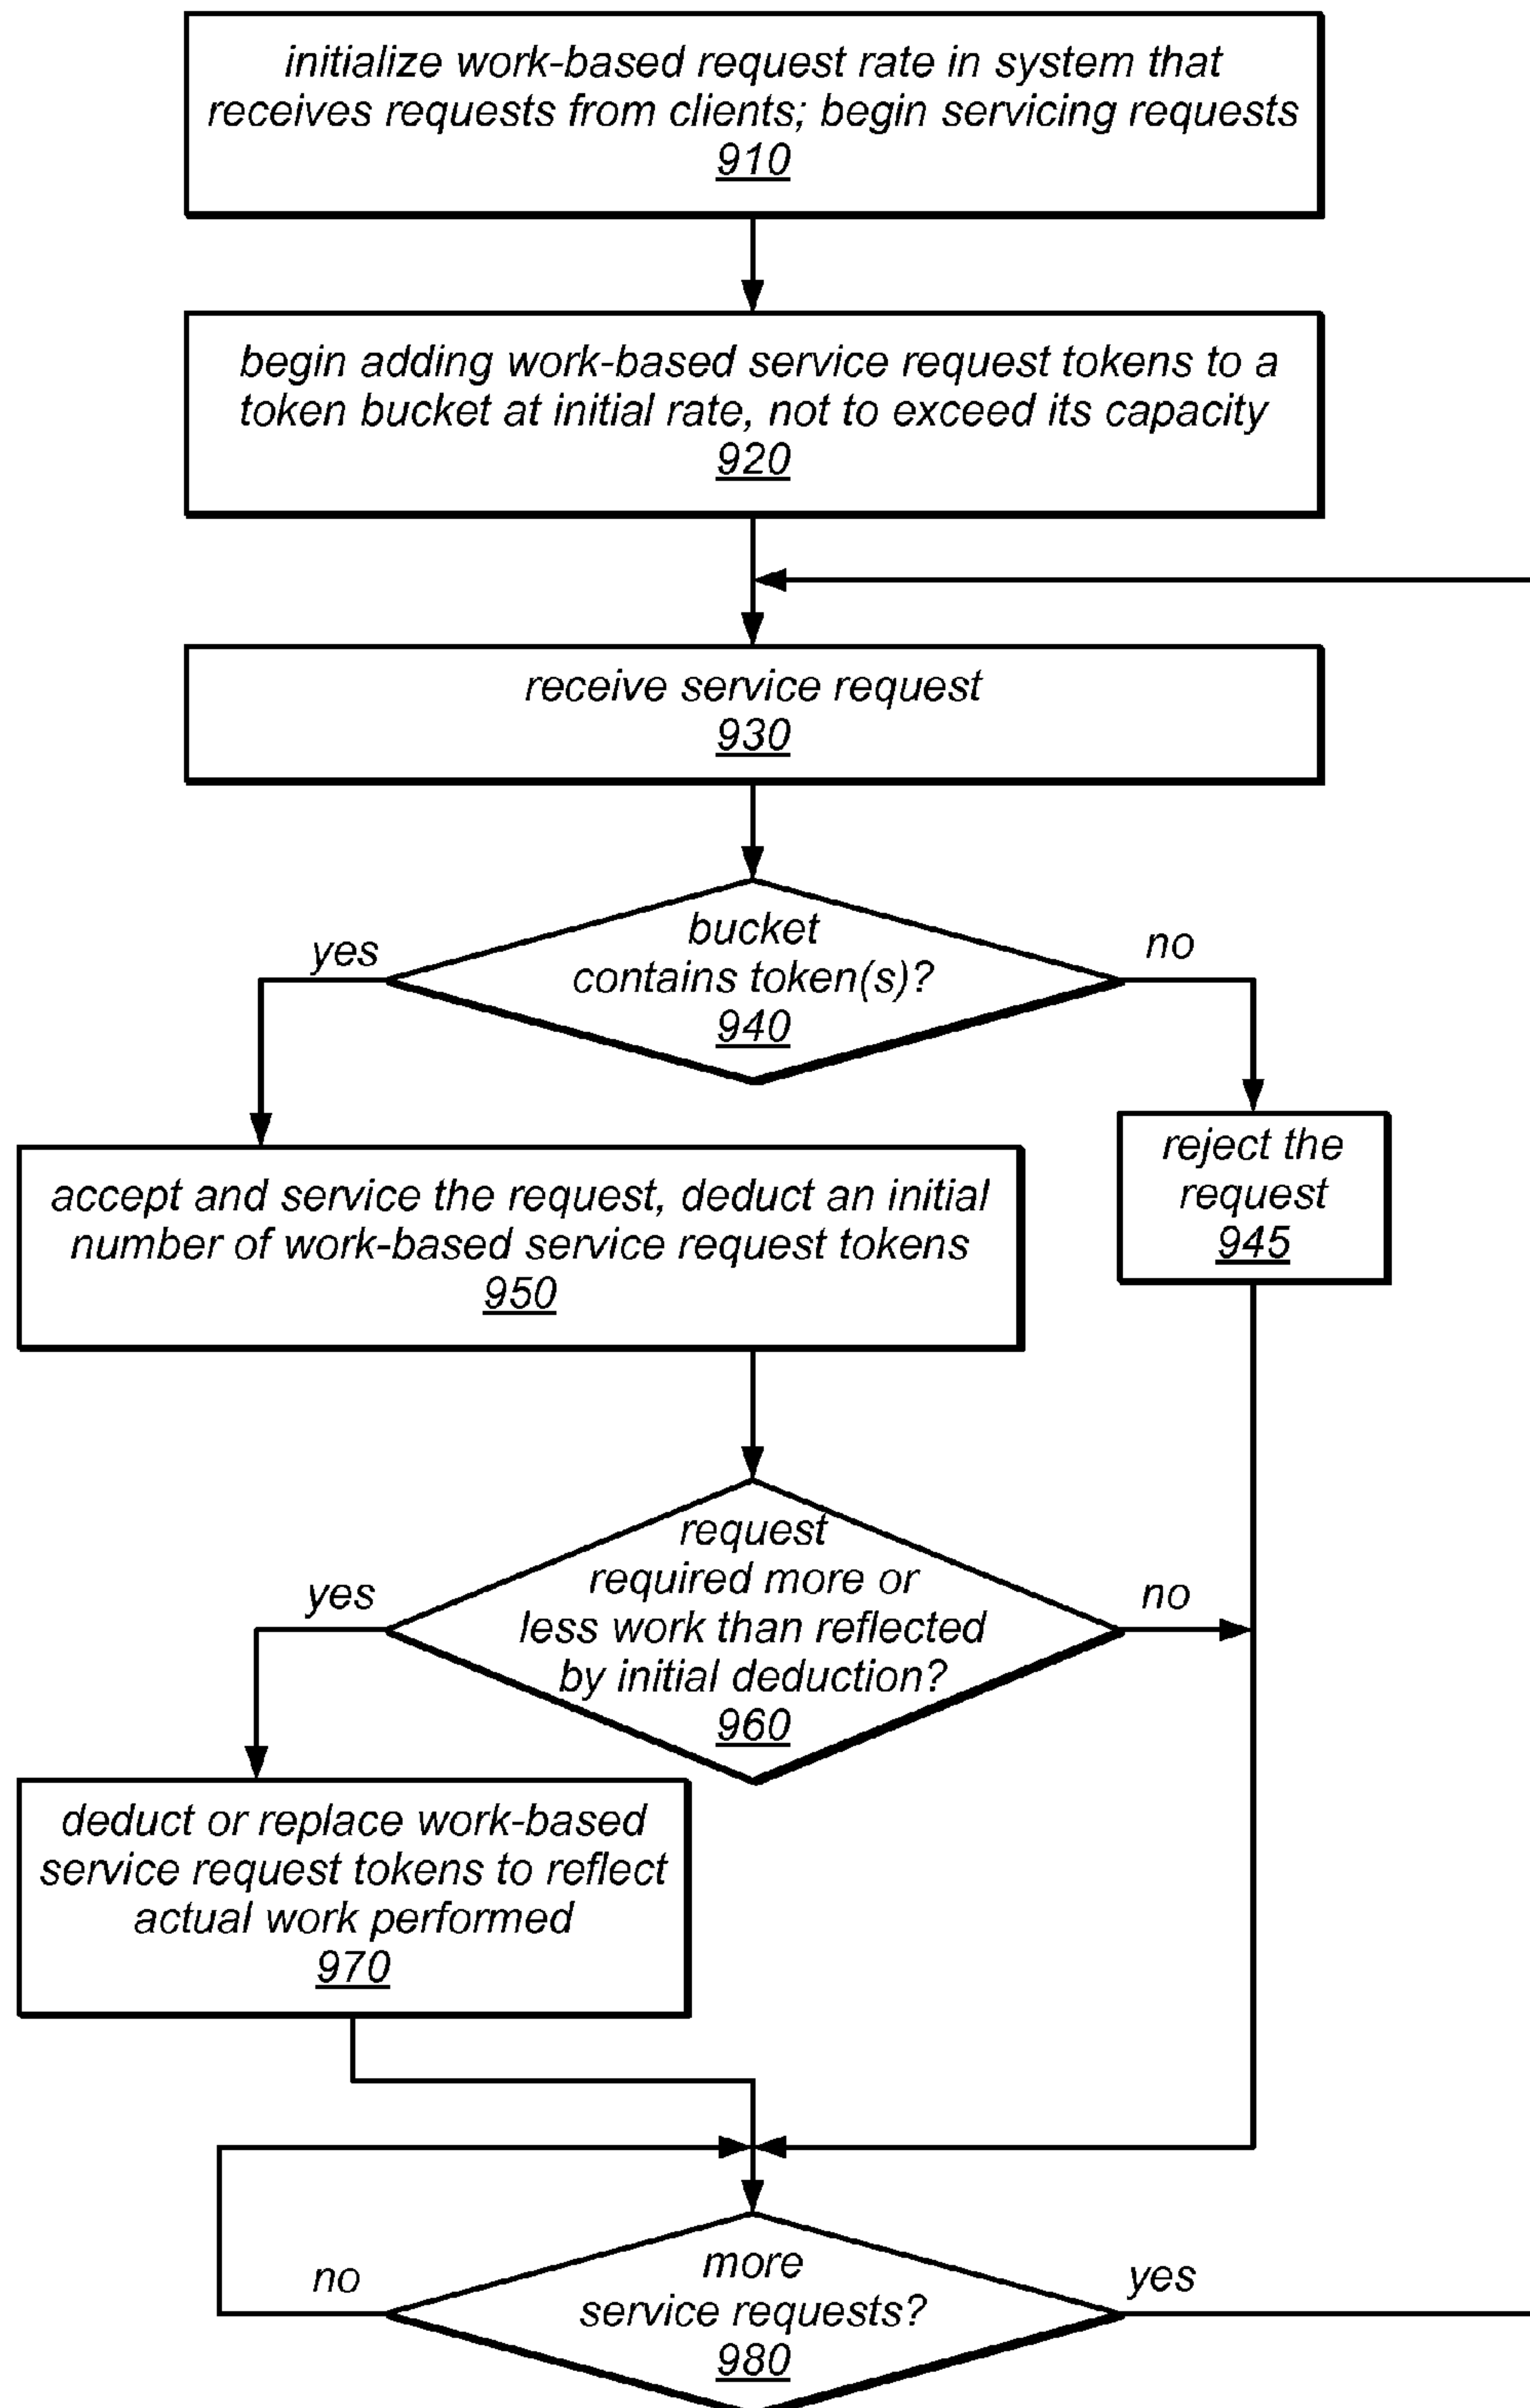 initialize work-based request rate in system that
receives requests from clients; begin servicing requests
910
begin adding work-based service request tokens to a
token bucket at initial rate, not to exceed its capacity
920
receive service request
930
yes
bucket
contains token(s)?
940
no
accept and service the request, deduct an initial
number of work-based service request tokens
950
reject the
request
945
yes
request
required more or
less work than reflected
by initial deduction?
960
no
deduct or replace work-based
service request tokens to reflect
actual work performed
970
no
more
service requests?
980
yes